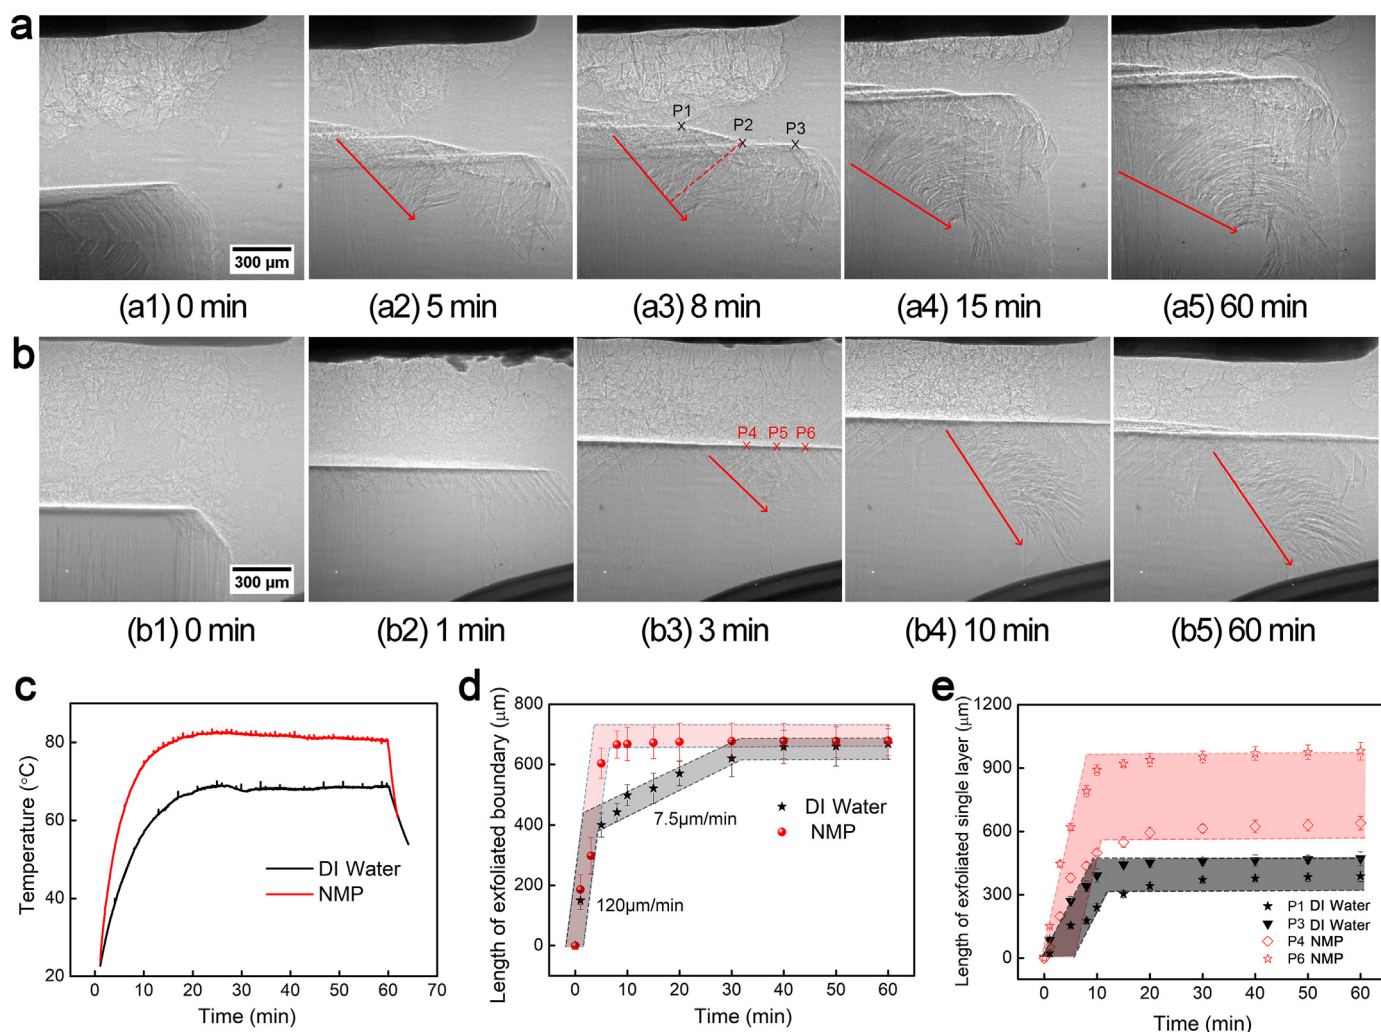 a
P1
P2
P3
300 µm
(a1) 0 min
(a2) 5 min
(a3) 8 min
(a4) 15 min
(a5) 60 min
b
P4
P5
P6
300 µm
(b1) 0 min
(b2) 1 min
(b3) 3 min
(b4) 10 min
(b5) 60 min
c
Temperature (°C)
80
60
40
20
DI Water
NMP
0 10 20 30 40 50 60 70
Time (min)
d
Length of exfoliated boundary (µm)
800
600
400
200
0
7.5µm/min
120µm/min
DI Water
NMP
0 10 20 30 40 50 60
Time (min)
e
Length of exfoliated single layer (µm)
1200
900
600
300
0
P1 DI Water
P3 DI Water
P4 NMP
P6 NMP
0 10 20 30 40 50 60
Time (min)